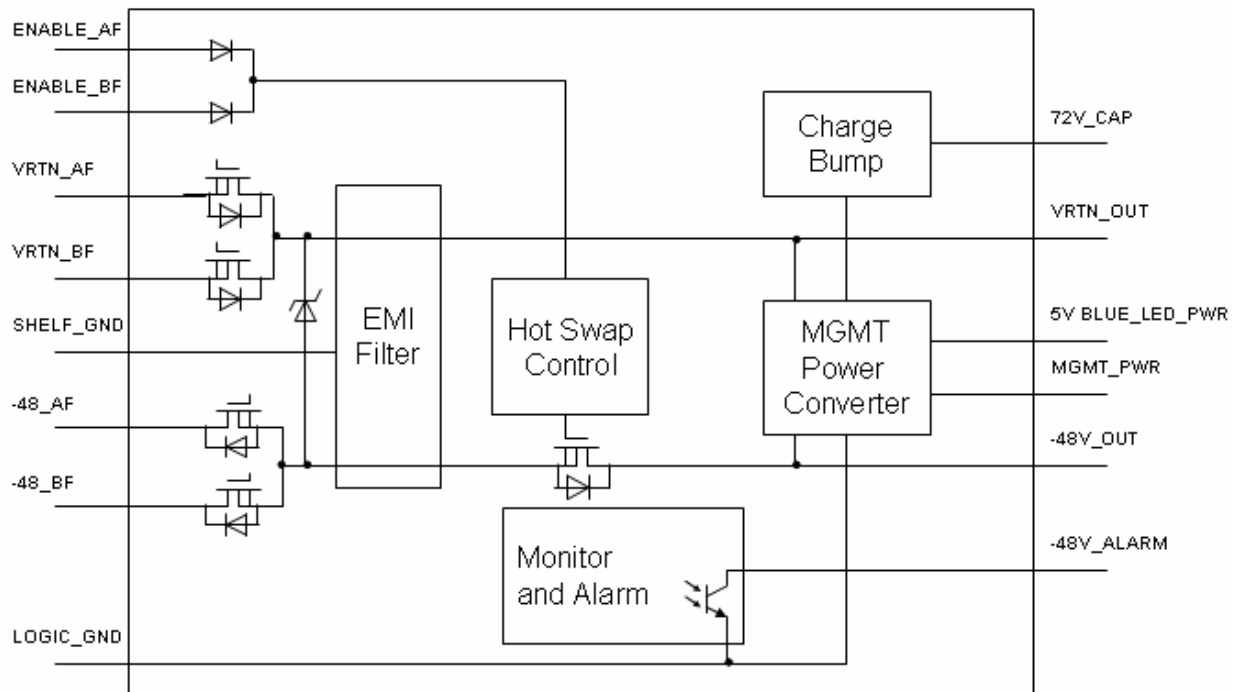 ENABLE_AF
ENABLE_BF
VRTN_AF
VRTN_BF
SHELF_GND
-48_AF
-48_BF
LOGIC_GND
EMI
Filter
Hot Swap
Control
Monitor
and Alarm
Charge
Bump
MGMT
Power
Converter
72V_CAP
VRTN_OUT
5V BLUE_LED_PWR
MGMT_PWR
-48V_OUT
-48V_ALARM